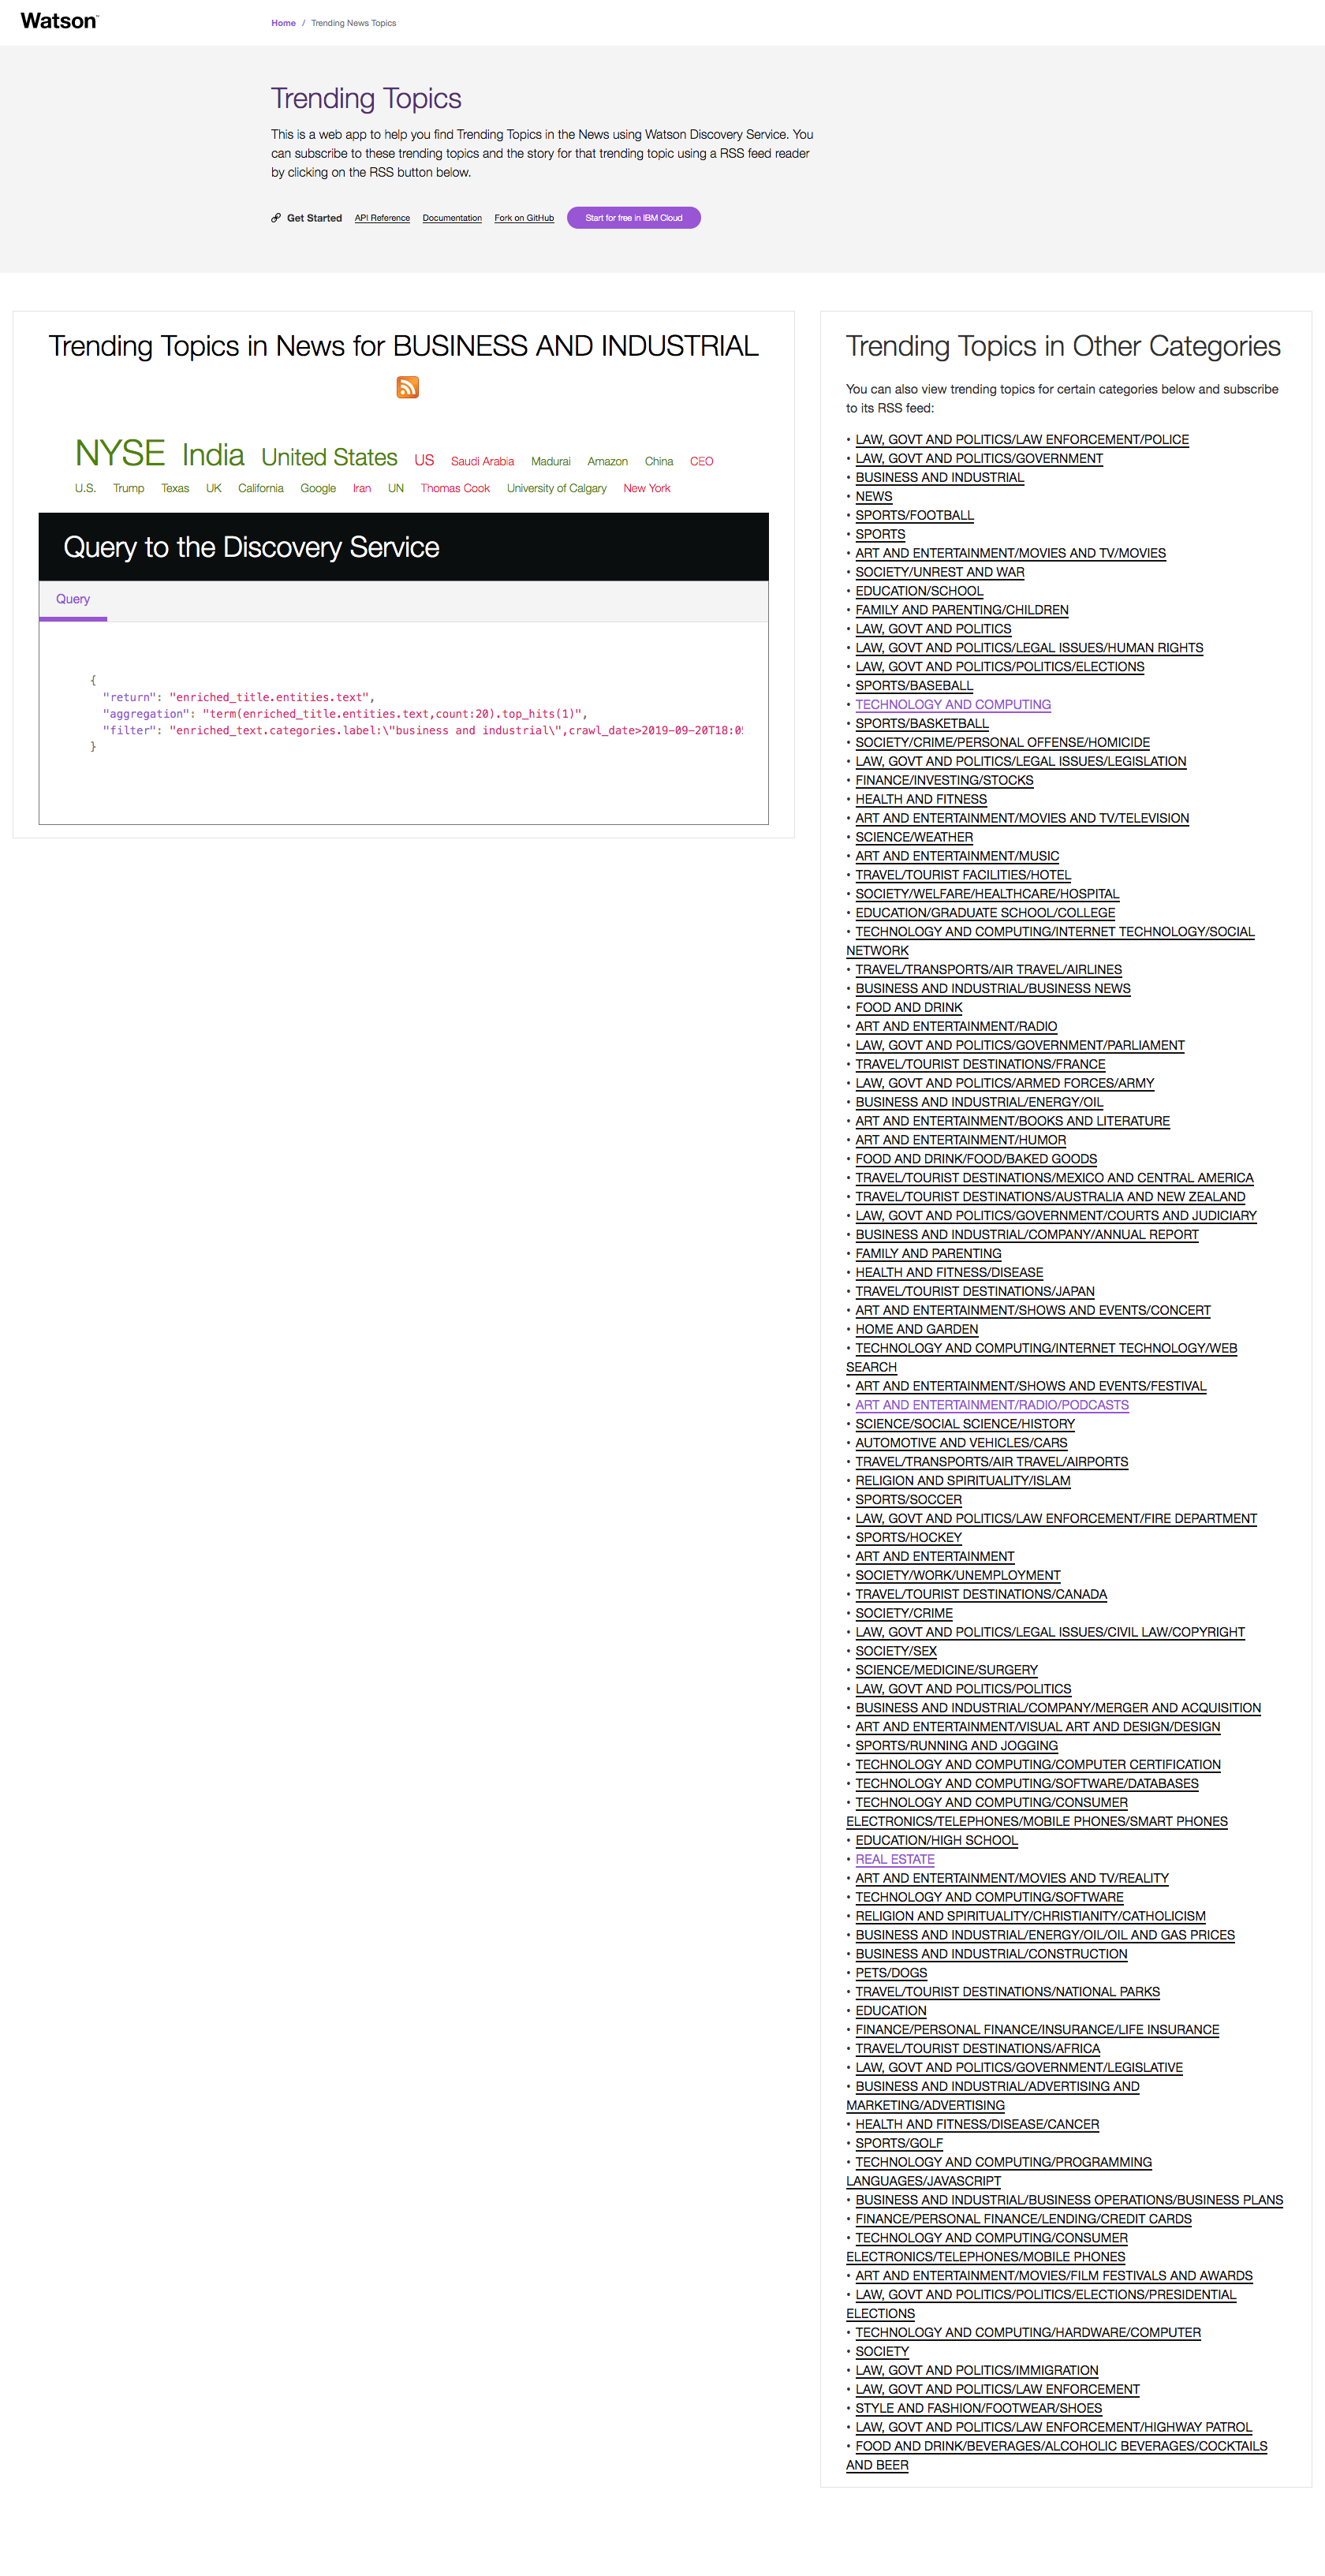 Watson™
Home / Trending News Topics
Trending Topics
This is a web app to help you find Trending Topics in the News using Watson Discovery Service. You
can subscribe to these trending topics and the story for that trending topic using a RSS feed reader
by clicking on the RSS button below.
Get Started API Reference Documentation Fork on GitHub Start for free in IBM Cloud
Trending Topics in News for BUSINESS AND INDUSTRIAL
NYSE India United States US Saudi Arabia Madurai Amazon China CEO
U.S. Trump Texas UK California Google Iran UN Thomas Cook University of Calgary New York
Query to the Discovery Service
Query
{
"return": "enriched_title.entities.text",
"aggregation": "term(enriched_title.entities.text,count:20).top_hits(1)",
"filter": "enriched_text.categories.label:\"business and industrial\",crawl_date>2019-09-20T18:05
}
Trending Topics in Other Categories
You can also view trending topics for certain categories below and subscribe
to its RSS feed:
• LAW, GOVT AND POLITICS/LAW ENFORCEMENT/POLICE
• LAW, GOVT AND POLITICS/GOVERNMENT
• BUSINESS AND INDUSTRIAL
• NEWS
• SPORTS/FOOTBALL
• SPORTS
• ART AND ENTERTAINMENT/MOVIES AND TV/MOVIES
• SOCIETY/UNREST AND WAR
• EDUCATION/SCHOOL
• FAMILY AND PARENTING/CHILDREN
• LAW, GOVT AND POLITICS
• LAW, GOVT AND POLITICS/LEGAL ISSUES/HUMAN RIGHTS
• LAW, GOVT AND POLITICS/POLITICS/ELECTIONS
• SPORTS/BASEBALL
• TECHNOLOGY AND COMPUTING
• SPORTS/BASKETBALL
• SOCIETY/CRIME/PERSONAL OFFENSE/HOMICIDE
• LAW, GOVT AND POLITICS/LEGAL ISSUES/LEGISLATION
• FINANCE/INVESTING/STOCKS
• HEALTH AND FITNESS
• ART AND ENTERTAINMENT/MOVIES AND TV/TELEVISION
• SCIENCE/WEATHER
• ART AND ENTERTAINMENT/MUSIC
• TRAVEL/TOURIST FACILITIES/HOTEL
• SOCIETY/WELFARE/HEALTHCARE/HOSPITAL
• EDUCATION/GRADUATE SCHOOL/COLLEGE
• TECHNOLOGY AND COMPUTING/INTERNET TECHNOLOGY/SOCIAL
NETWORK
• TRAVEL/TRANSPORTS/AIR TRAVEL/AIRLINES
• BUSINESS AND INDUSTRIAL/BUSINESS NEWS
• FOOD AND DRINK
• ART AND ENTERTAINMENT/RADIO
• LAW, GOVT AND POLITICS/GOVERNMENT/PARLIAMENT
• TRAVEL/TOURIST DESTINATIONS/FRANCE
• LAW, GOVT AND POLITICS/ARMED FORCES/ARMY
• BUSINESS AND INDUSTRIAL/ENERGY/OIL
• ART AND ENTERTAINMENT/BOOKS AND LITERATURE
• ART AND ENTERTAINMENT/HUMOR
• FOOD AND DRINK/FOOD/BAKED GOODS
• TRAVEL/TOURIST DESTINATIONS/MEXICO AND CENTRAL AMERICA
• TRAVEL/TOURIST DESTINATIONS/AUSTRALIA AND NEW ZEALAND
• LAW, GOVT AND POLITICS/GOVERNMENT/COURTS AND JUDICIARY
• BUSINESS AND INDUSTRIAL/COMPANY/ANNUAL REPORT
• FAMILY AND PARENTING
• HEALTH AND FITNESS/DISEASE
• TRAVEL/TOURIST DESTINATIONS/JAPAN
• ART AND ENTERTAINMENT/SHOWS AND EVENTS/CONCERT
• HOME AND GARDEN
• TECHNOLOGY AND COMPUTING/INTERNET TECHNOLOGY/WEB
SEARCH
• ART AND ENTERTAINMENT/SHOWS AND EVENTS/FESTIVAL
• ART AND ENTERTAINMENT/RADIO/PODCASTS
• SCIENCE/SOCIAL SCIENCE/HISTORY
• AUTOMOTIVE AND VEHICLES/CARS
• TRAVEL/TRANSPORTS/AIR TRAVEL/AIRPORTS
• RELIGION AND SPIRITUALITY/ISLAM
• SPORTS/SOCCER
• LAW, GOVT AND POLITICS/LAW ENFORCEMENT/FIRE DEPARTMENT
• SPORTS/HOCKEY
• ART AND ENTERTAINMENT
• SOCIETY/WORK/UNEMPLOYMENT
• TRAVEL/TOURIST DESTINATIONS/CANADA
• SOCIETY/CRIME
• LAW, GOVT AND POLITICS/LEGAL ISSUES/CIVIL LAW/COPYRIGHT
• SOCIETY/SEX
• SCIENCE/MEDICINE/SURGERY
• LAW, GOVT AND POLITICS/POLITICS
• BUSINESS AND INDUSTRIAL/COMPANY/MERGER AND ACQUISITION
• ART AND ENTERTAINMENT/VISUAL ART AND DESIGN/DESIGN
• SPORTS/RUNNING AND JOGGING
• TECHNOLOGY AND COMPUTING/COMPUTER CERTIFICATION
• TECHNOLOGY AND COMPUTING/SOFTWARE/DATABASES
• TECHNOLOGY AND COMPUTING/CONSUMER
ELECTRONICS/TELEPHONES/MOBILE PHONES/SMART PHONES
• EDUCATION/HIGH SCHOOL
• REAL ESTATE
• ART AND ENTERTAINMENT/MOVIES AND TV/REALITY
• TECHNOLOGY AND COMPUTING/SOFTWARE
• RELIGION AND SPIRITUALITY/CHRISTIANITY/CATHOLICISM
• BUSINESS AND INDUSTRIAL/ENERGY/OIL/OIL AND GAS PRICES
• BUSINESS AND INDUSTRIAL/CONSTRUCTION
• PETS/DOGS
• TRAVEL/TOURIST DESTINATIONS/NATIONAL PARKS
• EDUCATION
• FINANCE/PERSONAL FINANCE/INSURANCE/LIFE INSURANCE
• TRAVEL/TOURIST DESTINATIONS/AFRICA
• LAW, GOVT AND POLITICS/GOVERNMENT/LEGISLATIVE
• BUSINESS AND INDUSTRIAL/ADVERTISING AND
MARKETING/ADVERTISING
• HEALTH AND FITNESS/DISEASE/CANCER
• SPORTS/GOLF
• TECHNOLOGY AND COMPUTING/PROGRAMMING
LANGUAGES/JAVASCRIPT
• BUSINESS AND INDUSTRIAL/BUSINESS OPERATIONS/BUSINESS PLANS
• FINANCE/PERSONAL FINANCE/LENDING/CREDIT CARDS
• TECHNOLOGY AND COMPUTING/CONSUMER
ELECTRONICS/TELEPHONES/MOBILE PHONES
• ART AND ENTERTAINMENT/MOVIES/FILM FESTIVALS AND AWARDS
• LAW, GOVT AND POLITICS/POLITICS/ELECTIONS/PRESIDENTIAL
ELECTIONS
• TECHNOLOGY AND COMPUTING/HARDWARE/COMPUTER
• SOCIETY
• LAW, GOVT AND POLITICS/IMMIGRATION
• LAW, GOVT AND POLITICS/LAW ENFORCEMENT
• STYLE AND FASHION/FOOTWEAR/SHOES
• LAW, GOVT AND POLITICS/LAW ENFORCEMENT/HIGHWAY PATROL
• FOOD AND DRINK/BEVERAGES/ALCOHOLIC BEVERAGES/COCKTAILS
AND BEER